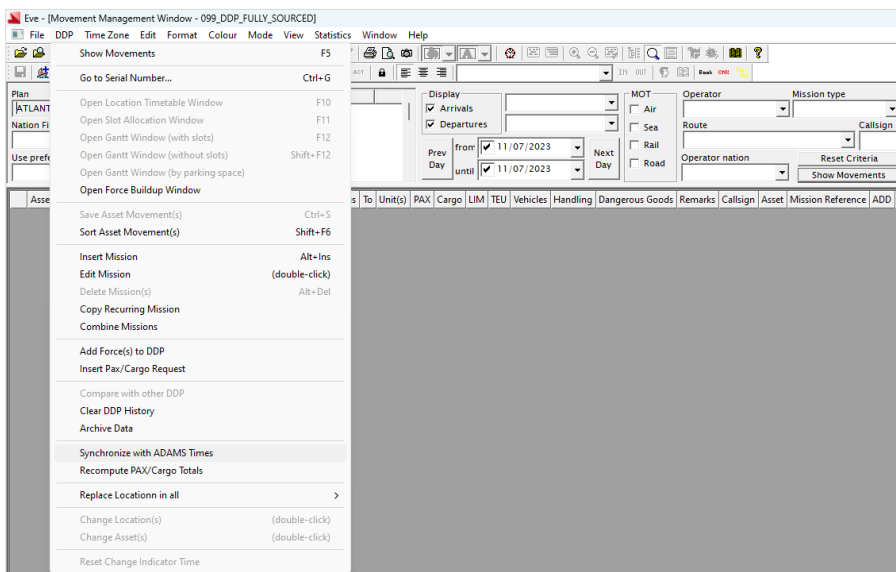 Eve - [Movement Management Window - 099_DDP_FULLY_SOURCED]
File DDP Time Zone Edit Format Colour Mode View Statistics Window Help
Show Movements F5
Go to Serial Number... Ctrl+G
Open Location Timetable Window F10
Open Slot Allocation Window F11
Open Gantt Window (with slots) F12
Open Gantt Window (without slots) Shift+F12
Open Gantt Window (by parking space)
Open Force Buildup Window
Save Asset Movement(s) Ctrl+S
Sort Asset Movement(s) Shift+F6
Insert Mission Alt+Ins
Edit Mission (double-click)
Delete Mission(s) Alt+Del
Copy Recurring Mission
Combine Missions
Add Force(s) to DDP
Insert Pax/Cargo Request
Compare with other DDP
Clear DDP History
Archive Data
Synchronize with ADAMS Times
Recompute PAX/Cargo Totals
Replace Locationn in all
Change Location(s) (double-click)
Change Asset(s) (double-click)
Reset Change Indicator Time
ACT
IN OUT
Book
Plan
ATLANT
Nation Fi
Use prefe
Display
Arrivals
Departures
Prev Day
from 11/07/2023
until 11/07/2023
Next Day
MOT
Air
Sea
Rail
Road
Operator
Mission type
Route
Callsign
Operator nation
Reset Criteria
Show Movements
Asse s To Unit(s) PAX Cargo LIM TEU Vehicles Handling Dangerous Goods Remarks Callsign Asset Mission Reference ADD